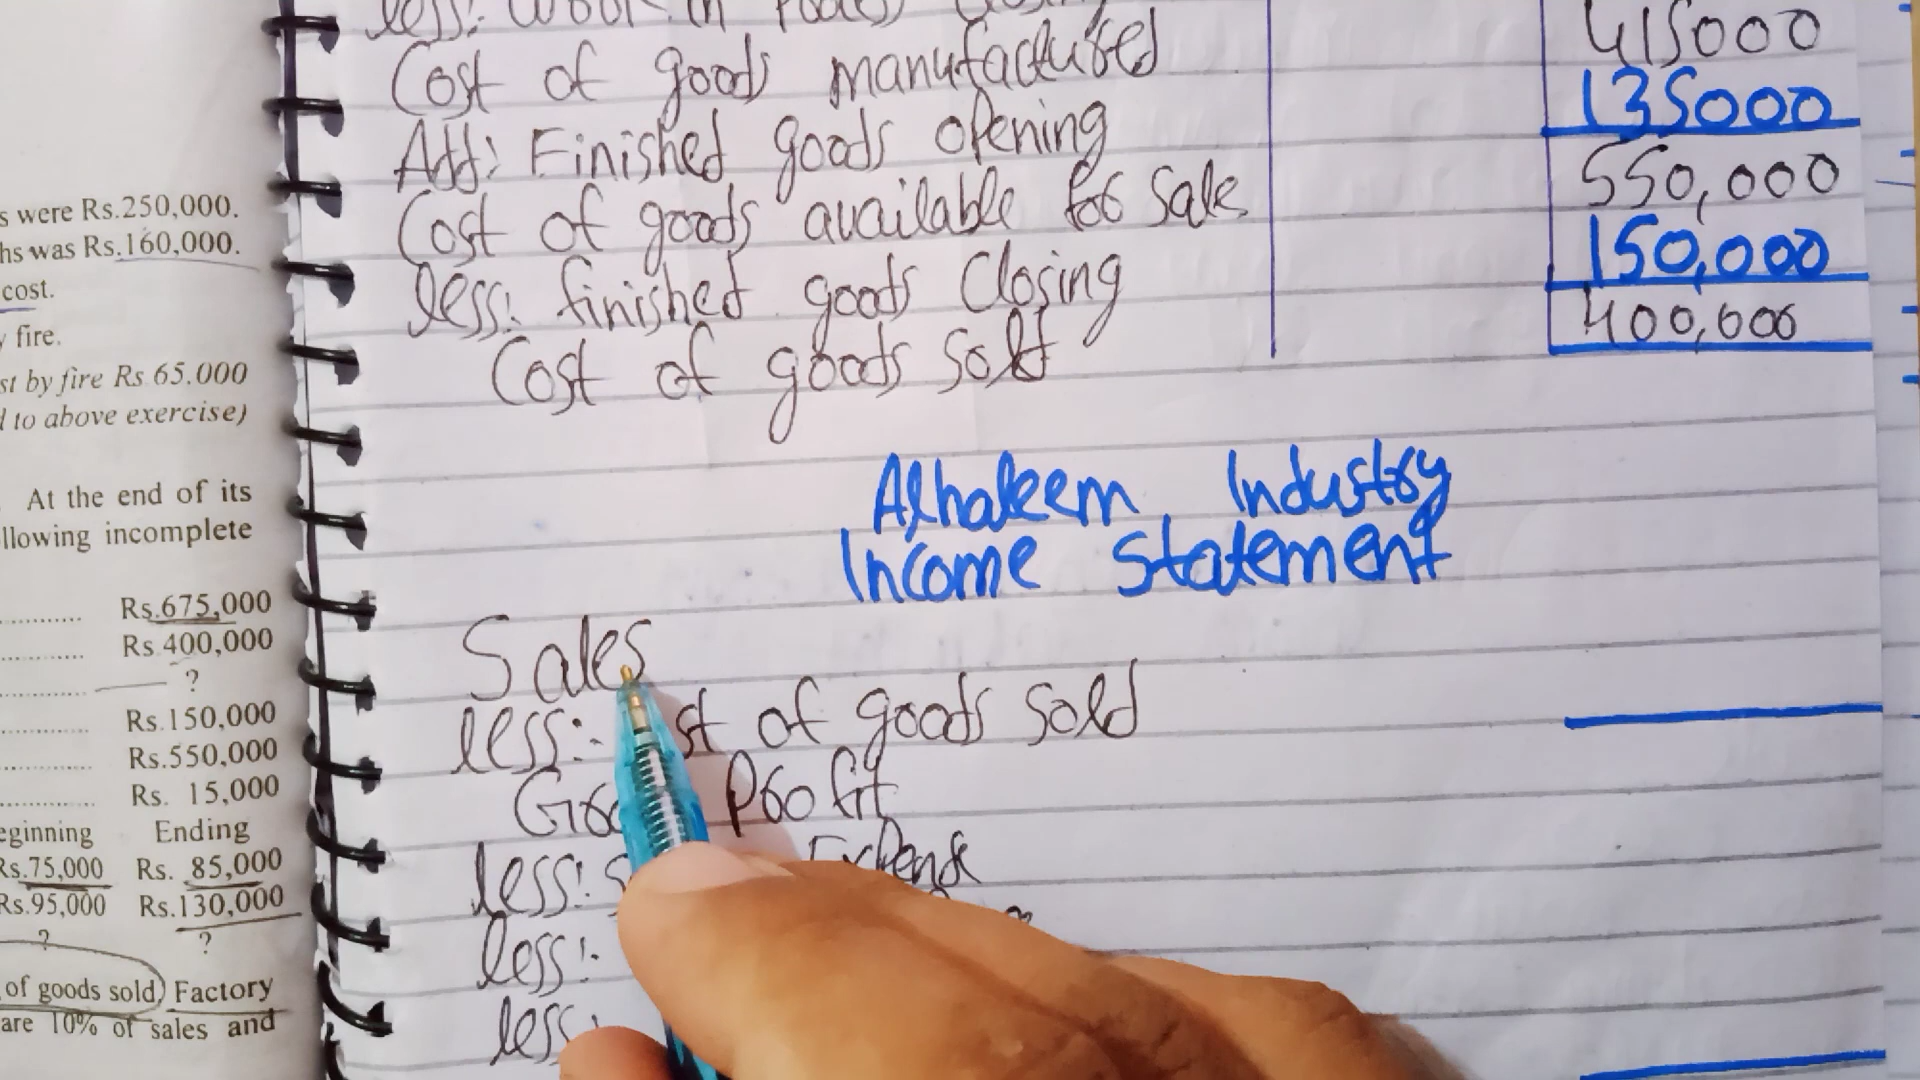 s were Rs.250,000.
hs was Rs.160,000.
cost.
y fire.
st by fire Rs 65.000
d to above exercise)
At the end of its
llowing incomplete
Rs.675,000
Rs 400,000
?
Rs.150,000
Rs.550,000
Rs. 15,000
eginning Ending
Rs.75,000 Rs. 85,000
Rs.95,000 Rs.130,000
? ?
of goods sold) Factory
are 10% of sales and
less: work in
Cost of goods manufactured 415000
Add: Finished goods opening 135000
Cost of goods available for Sale 550,000
less: finished goods Closing 150,000
Cost of goods Sold 400,000
Alhakeem Industry
Income Statement
Sales
less:- st of goods Sold
Profit
less: Expense
less:-
less: